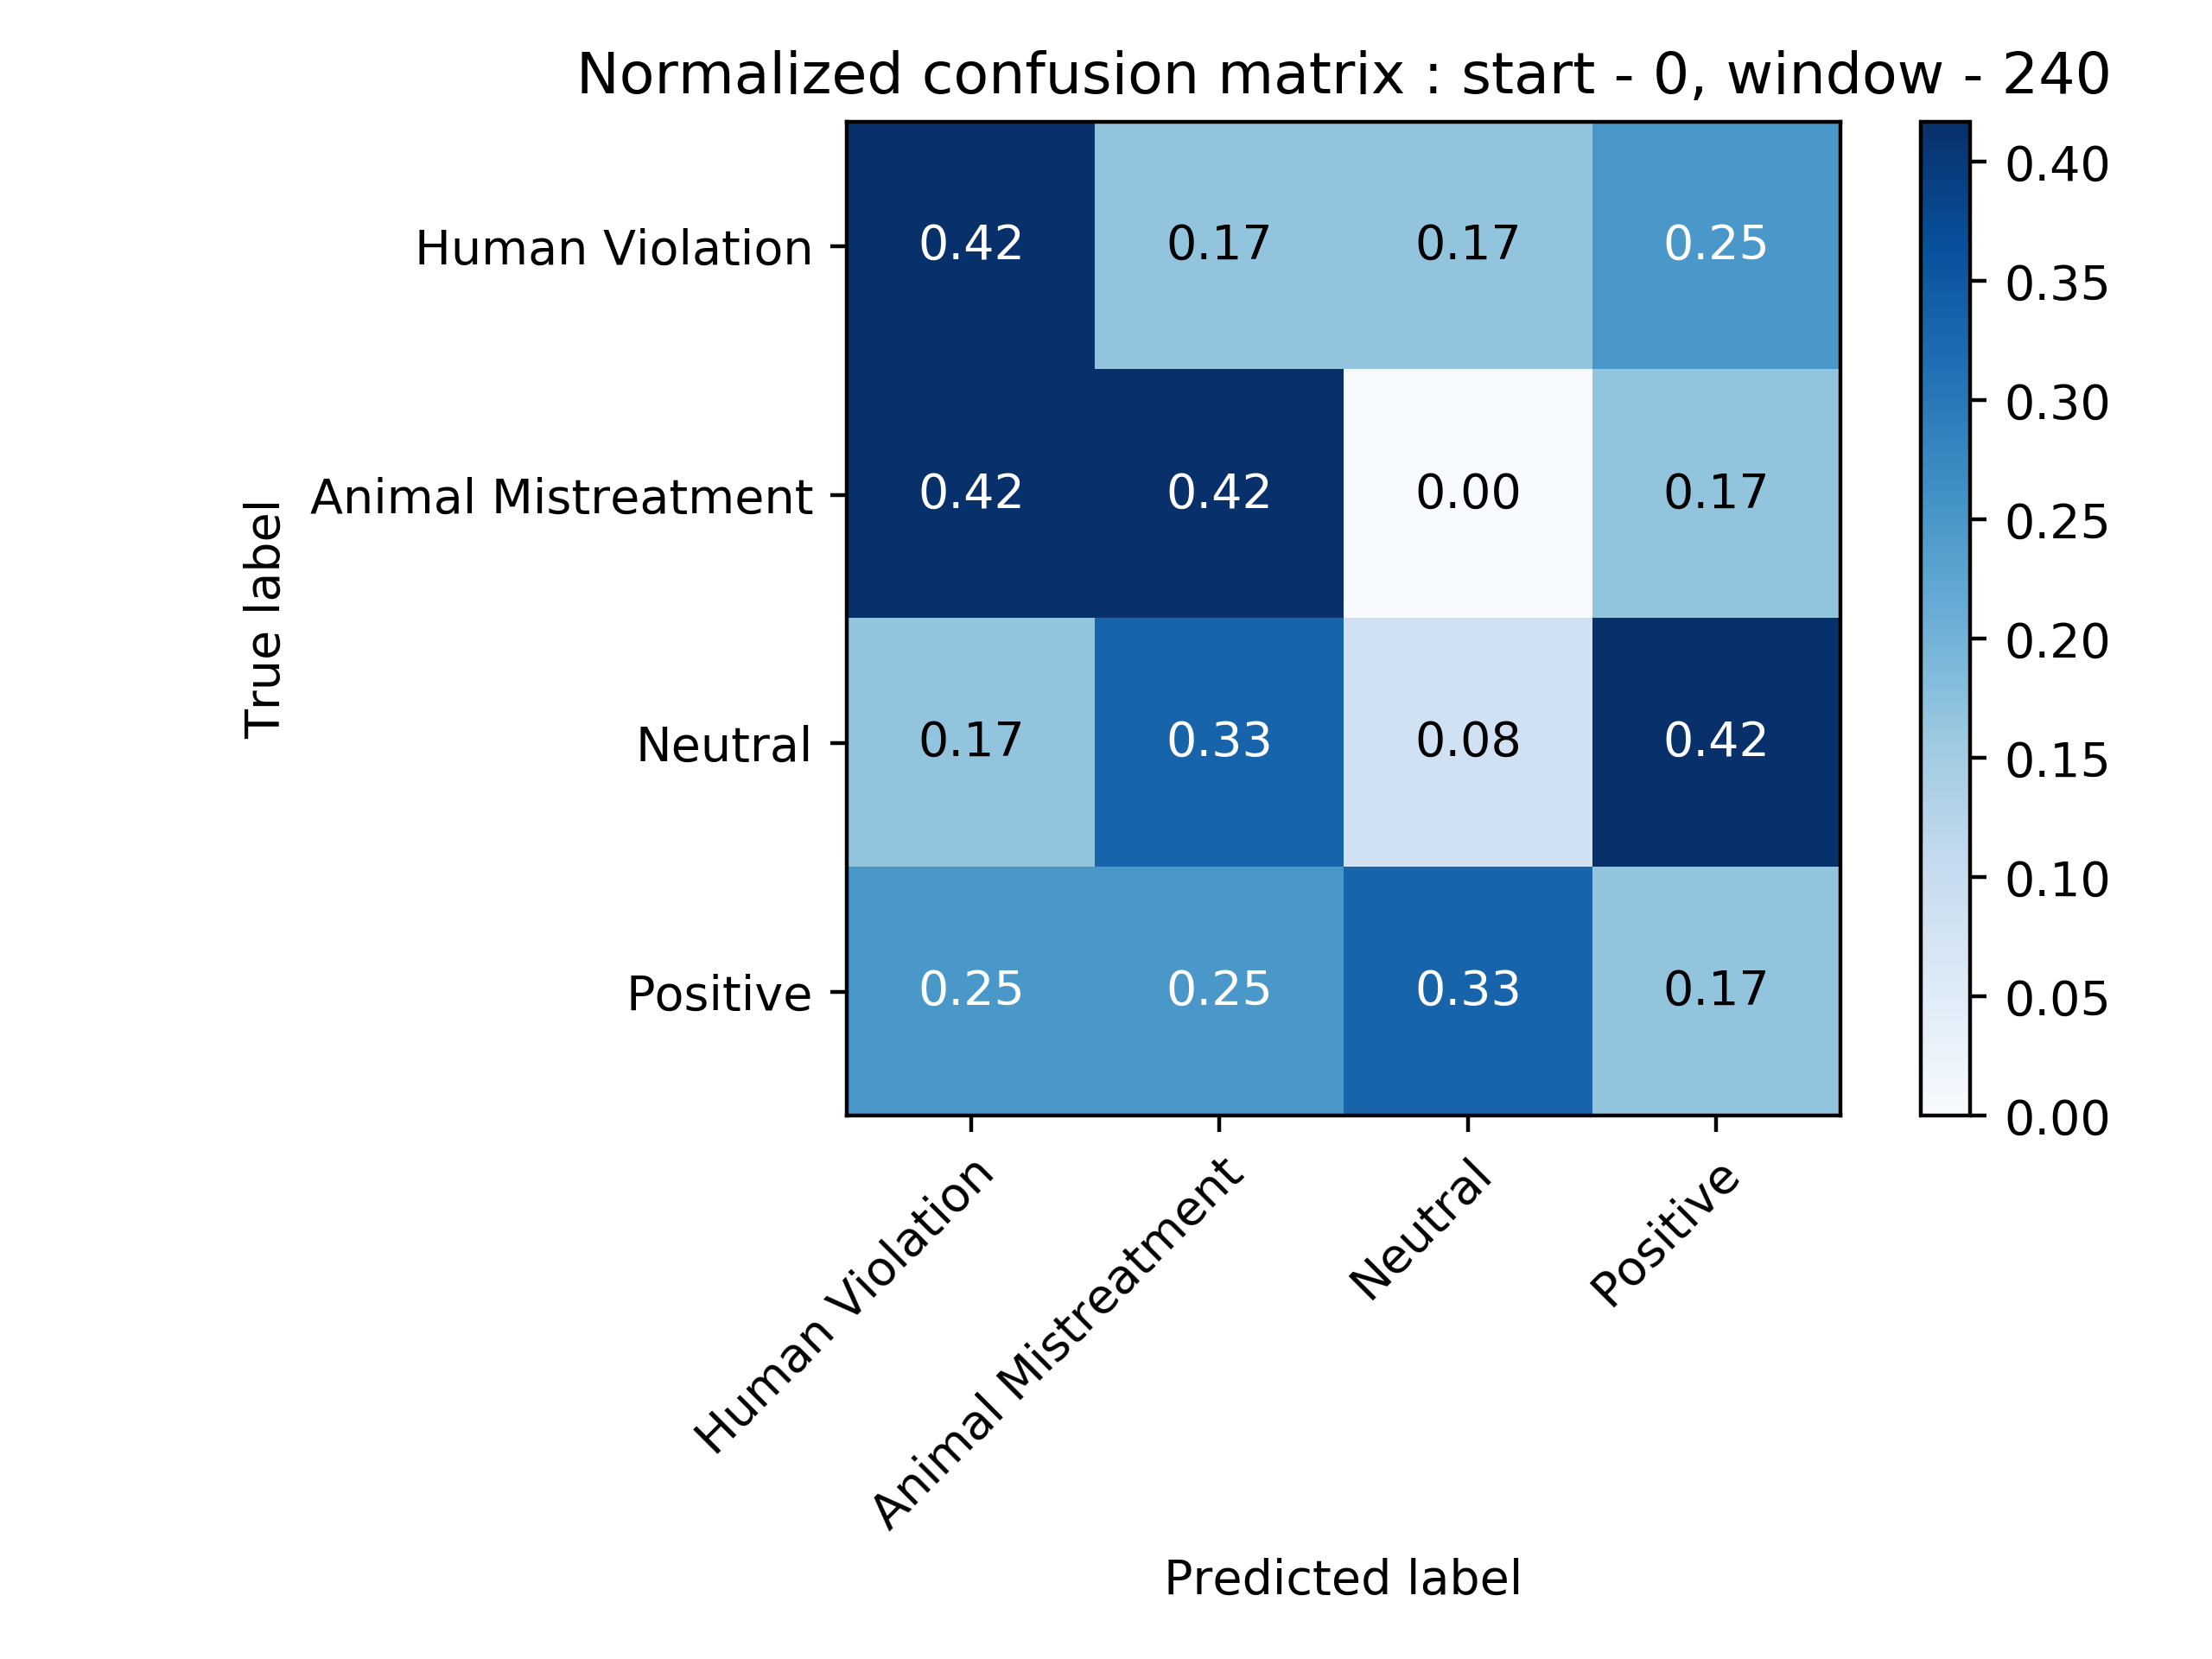 Normalized confusion matrix : start - 0, window - 240
True label
Human Violation
Animal Mistreatment
Neutral
Positive
0.42 0.17 0.17 0.25
0.42 0.42 0.00 0.17
0.17 0.33 0.08 0.42
0.25 0.25 0.33 0.17
0.40
0.35
0.30
0.25
0.20
0.15
0.10
0.05
0.00
Human Violation
Animal Mistreatment
Neutral
Positive
Predicted label